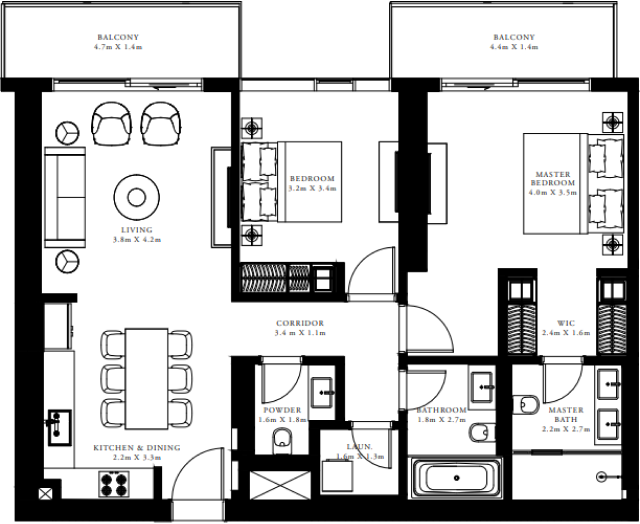 BALCONY
4.7m X 1.4m
BALCONY
4.4m X 1.4m
BEDROOM
3.2m X 3.4m
MASTER
BEDROOM
4.0m X 3.5m
LIVING
3.8m X 4.2m
CORRIDOR
3.4 m X 1.1m
WIC
2.4m X 1.6m
POWDER
1.6m X 1.8m
BATHROOM
1.8m X 2.7m
MASTER
BATH
2.2m X 2.7m
KITCHEN & DINING
2.2m X 3.3m
LAUN.
1.6m X 1.3m